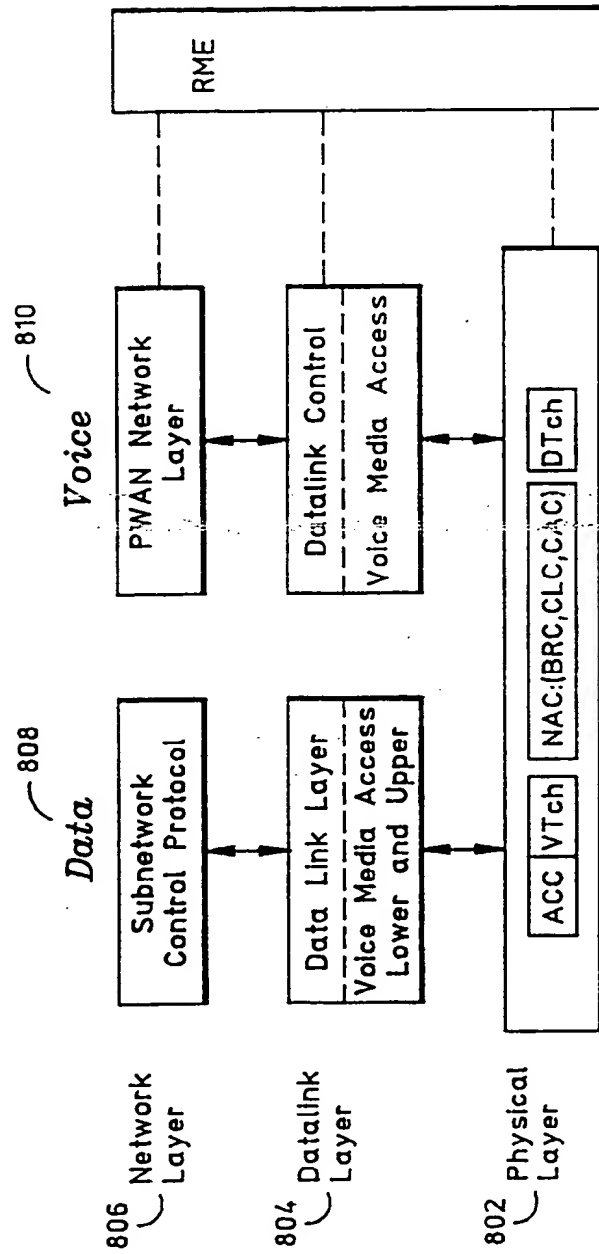 808
Data
810
Voice
806
Network
Layer
Subnetwork
Control Protocol
PWAN Network
Layer
804
Datalink
Layer
Data Link Layer
Voice Media Access
Lower and Upper
Datalink Control
Voice Media Access
802
Physical
Layer
ACC
VTch
NAC:(BRC,CLC,CAC)
DTch
RME